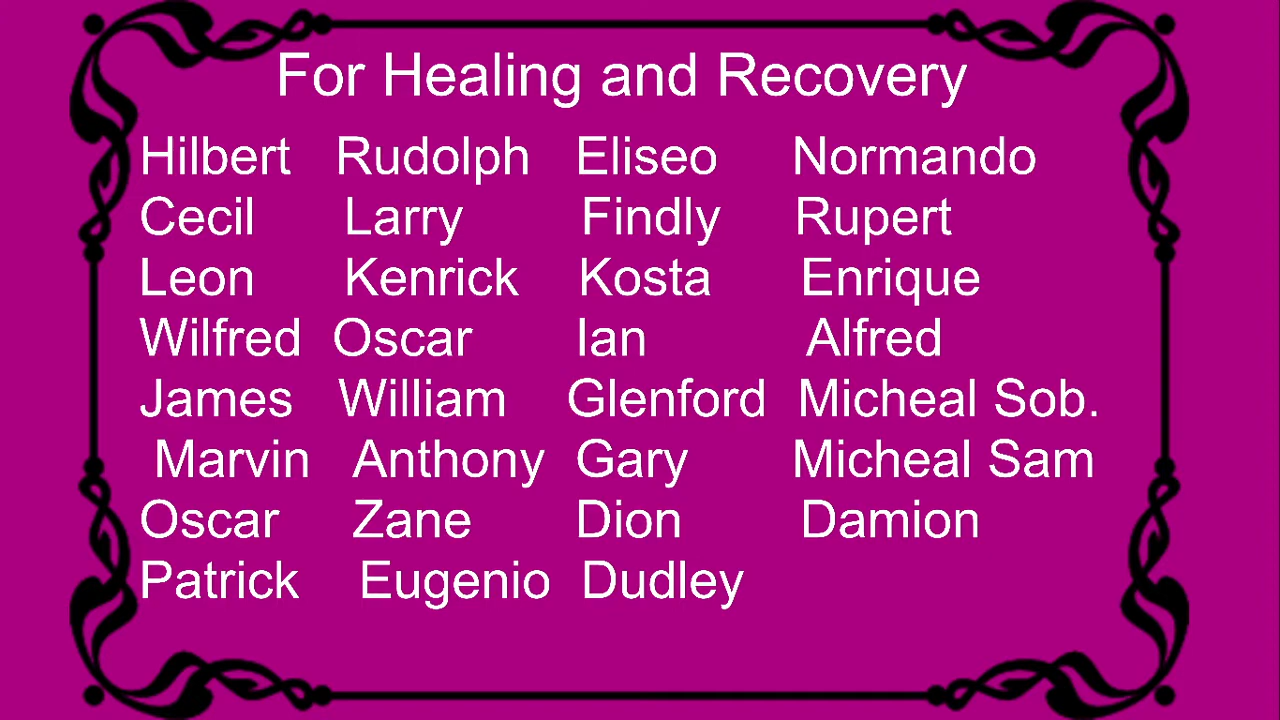 For Healing and Recovery
Hilbert Rudolph Eliseo Normando
Cecil Larry Findly Rupert
Leon Kenrick Kosta Enrique
Wilfred Oscar Ian Alfred
James William Glenford Micheal Sob.
Marvin Anthony Gary Micheal Sam
Oscar Zane Dion Damion
Patrick Eugenio Dudley